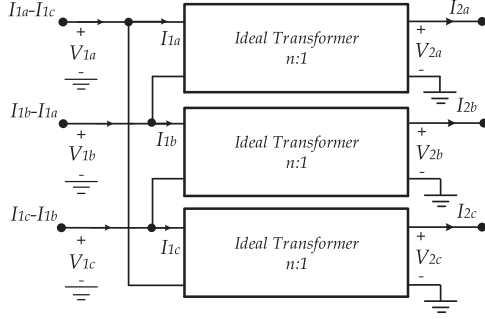 I1a-I1c
I1a
I2a
+
V1a
-
Ideal Transformer
n:1
+
V2a
-
I1b-I1a
I1b
I2b
+
V1b
-
Ideal Transformer
n:1
+
V2b
-
I1c-I1b
I1c
I2c
+
V1c
-
Ideal Transformer
n:1
+
V2c
-